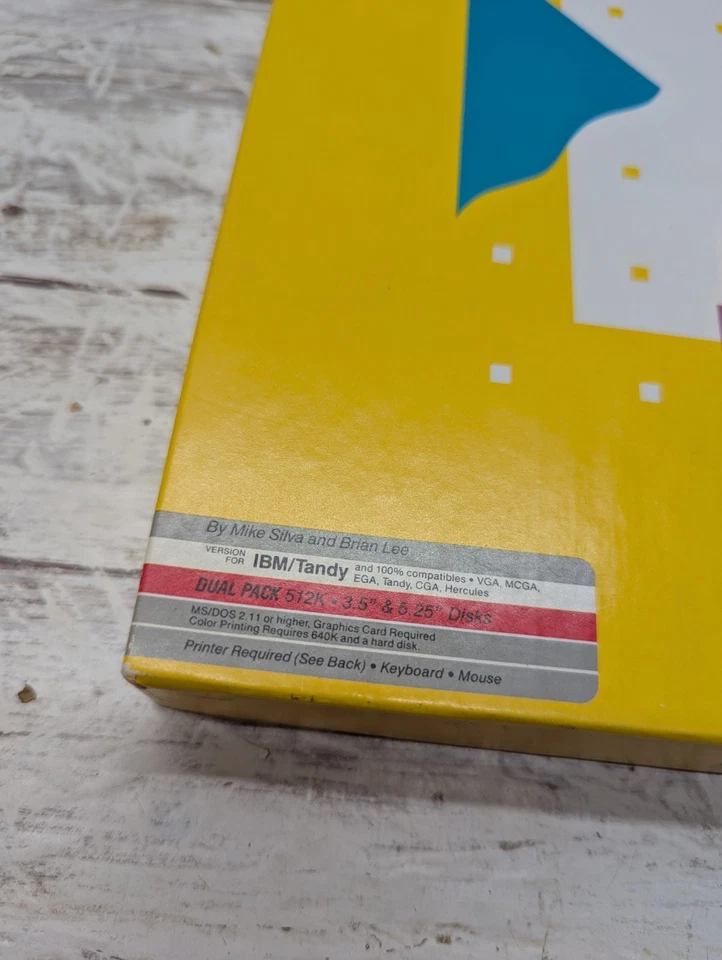 By Mike Silva and Brian Lee
VERSION FOR IBM/Tandy and 100% compatibles • VGA, MCGA,
EGA, Tandy, CGA, Hercules
DUAL PACK 512K • 3.5" & 5.25" Disks
MS/DOS 2.11 or higher, Graphics Card Required
Color Printing Requires 640K and a hard disk.
Printer Required (See Back) • Keyboard • Mouse